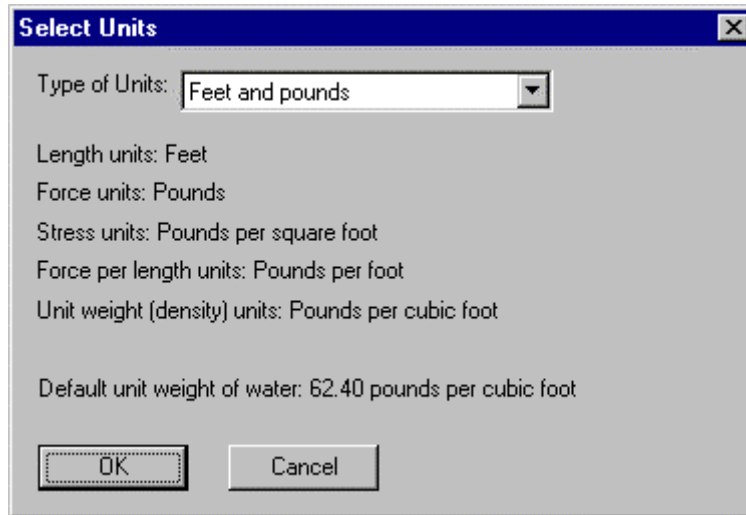 Select Units
Type of Units: Feet and pounds
Length units: Feet
Force units: Pounds
Stress units: Pounds per square foot
Force per length units: Pounds per foot
Unit weight (density) units: Pounds per cubic foot
Default unit weight of water: 62.40 pounds per cubic foot
OK Cancel